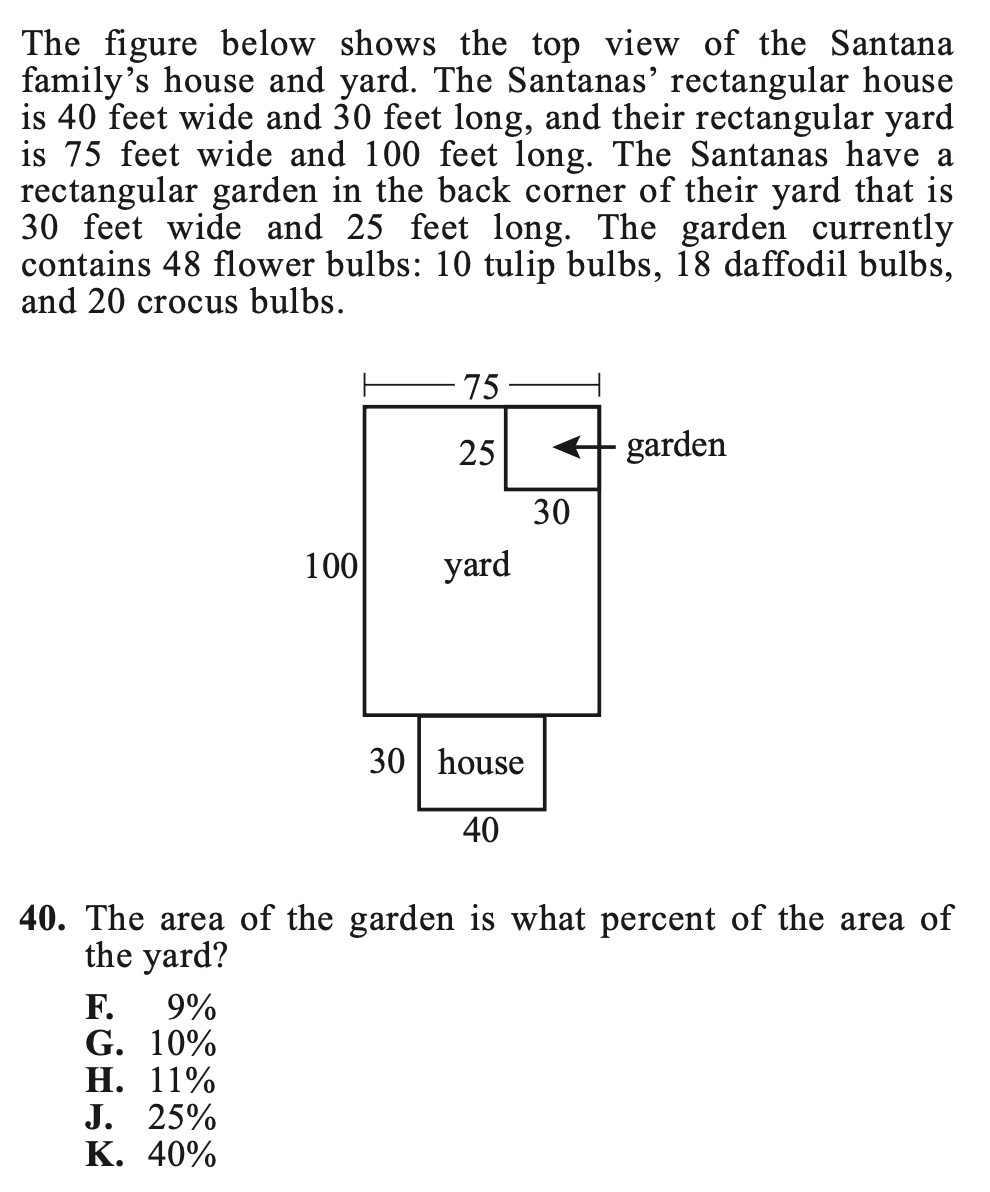 The figure below shows the top view of the Santana
family’s house and yard. The Santanas’ rectangular house
is 40 feet wide and 30 feet long, and their rectangular yard
is 75 feet wide and 100 feet long. The Santanas have a
rectangular garden in the back corner of their yard that is
30 feet wide and 25 feet long. The garden currently
contains 48 flower bulbs: 10 tulip bulbs, 18 daffodil bulbs,
and 20 crocus bulbs.
75
25
garden
30
100
yard
30
house
40
40. The area of the garden is what percent of the area of
the yard?
F. 9%
G. 10%
H. 11%
J. 25%
K. 40%